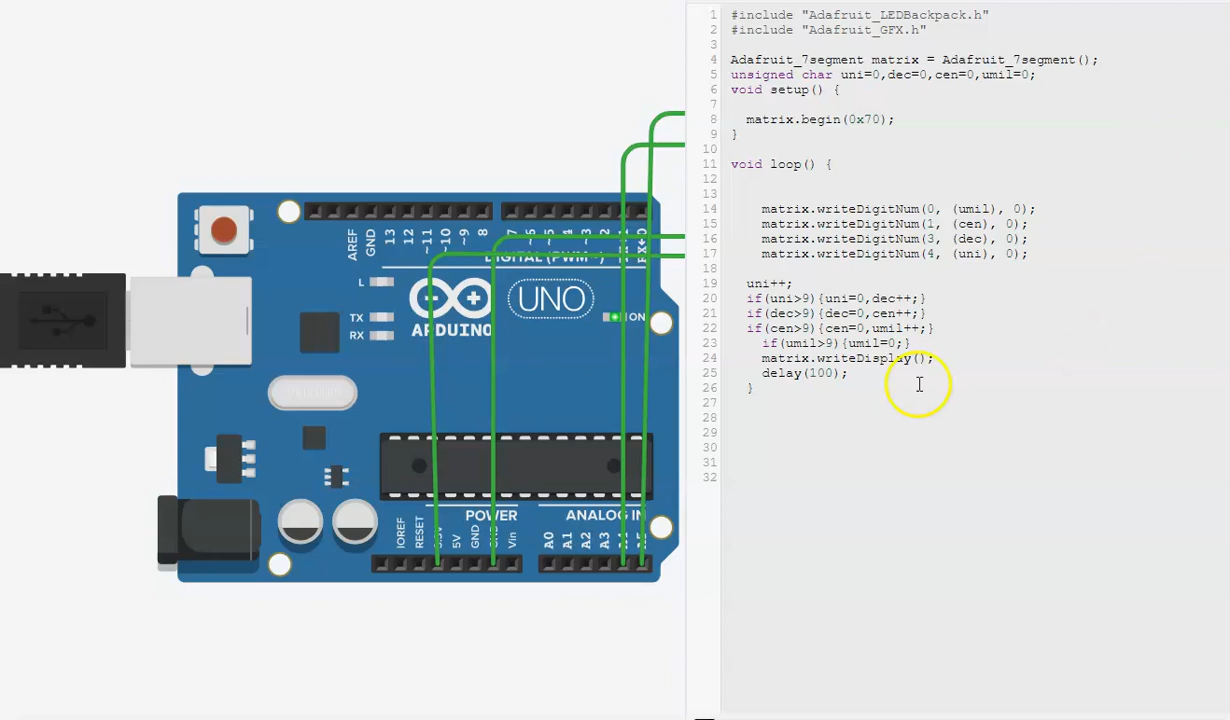 AREF
GND
13
12
~11
~10
~9
8
7
~6
~5
4
~3
2
DIGITAL (PWM ~)
L
TX
RX
UNO
ARDUINO
ON
POWER
ANALOG IN
IOREF
RESET
3.3V
5V
GND
GND
Vin
A0
A1
A2
A3
A4
A5
1 #include "Adafruit_LEDBackpack.h"
2 #include "Adafruit_GFX.h"
3
4 Adafruit_7segment matrix = Adafruit_7segment();
5 unsigned char uni=0,dec=0,cen=0,umil=0;
6 void setup() {
7
8 matrix.begin(0x70);
9 }
10
11 void loop() {
12
13
14 matrix.writeDigitNum(0, (umil), 0);
15 matrix.writeDigitNum(1, (cen), 0);
16 matrix.writeDigitNum(3, (dec), 0);
17 matrix.writeDigitNum(4, (uni), 0);
18
19 uni++;
20 if(uni>9){uni=0,dec++;}
21 if(dec>9){dec=0,cen++;}
22 if(cen>9){cen=0,umil++;}
23 if(umil>9){umil=0;}
24 matrix.writeDisplay();
25 delay(100);
26 }
27
28
29
30
31
32